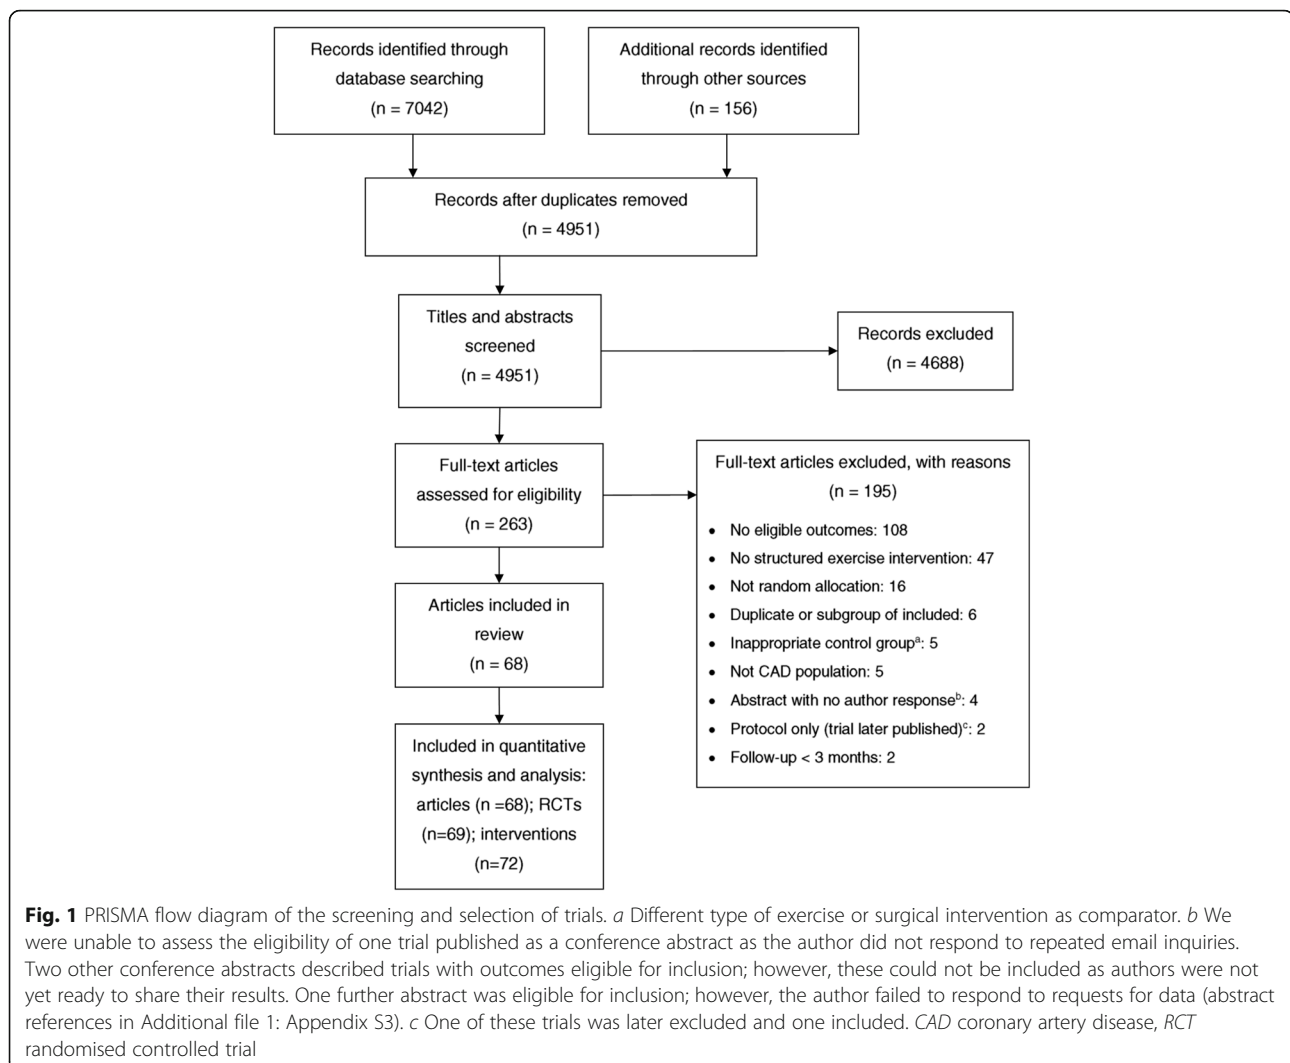 Records identified through
database searching
(n = 7042)
Additional records identified
through other sources
(n = 156)
Records after duplicates removed
(n = 4951)
Titles and abstracts
screened
(n = 4951)
Records excluded
(n = 4688)
Full-text articles
assessed for eligibility
(n = 263)
Full-text articles excluded, with reasons
(n = 195)
• No eligible outcomes: 108
• No structured exercise intervention: 47
• Not random allocation: 16
• Duplicate or subgroup of included: 6
• Inappropriate control groupᵃ: 5
• Not CAD population: 5
• Abstract with no author responseᵇ: 4
• Protocol only (trial later published)ᶜ: 2
• Follow-up < 3 months: 2
Articles included in
review
(n = 68)
Included in quantitative
synthesis and analysis:
articles (n =68); RCTs
(n=69); interventions
(n=72)
Fig. 1 PRISMA flow diagram of the screening and selection of trials. a Different type of exercise or surgical intervention as comparator. b We
were unable to assess the eligibility of one trial published as a conference abstract as the author did not respond to repeated email inquiries.
Two other conference abstracts described trials with outcomes eligible for inclusion; however, these could not be included as authors were not
yet ready to share their results. One further abstract was eligible for inclusion; however, the author failed to respond to requests for data (abstract
references in Additional file 1: Appendix S3). c One of these trials was later excluded and one included. CAD coronary artery disease, RCT
randomised controlled trial